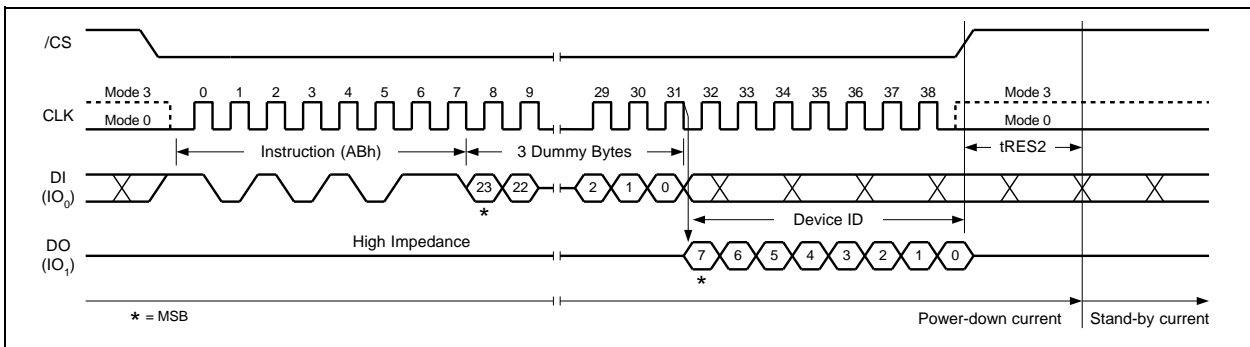 /CS
Mode 3 0 1 2 3 4 5 6 7 8 9 29 30 31 32 33 34 35 36 37 38 Mode 3
CLK
Mode 0 Mode 0
Instruction (ABh) 3 Dummy Bytes tRES2
DI
(IO0)
23 22 2 1 0
*
Device ID
High Impedance
DO
(IO1)
7 6 5 4 3 2 1 0
*
* = MSB
Power-down current Stand-by current